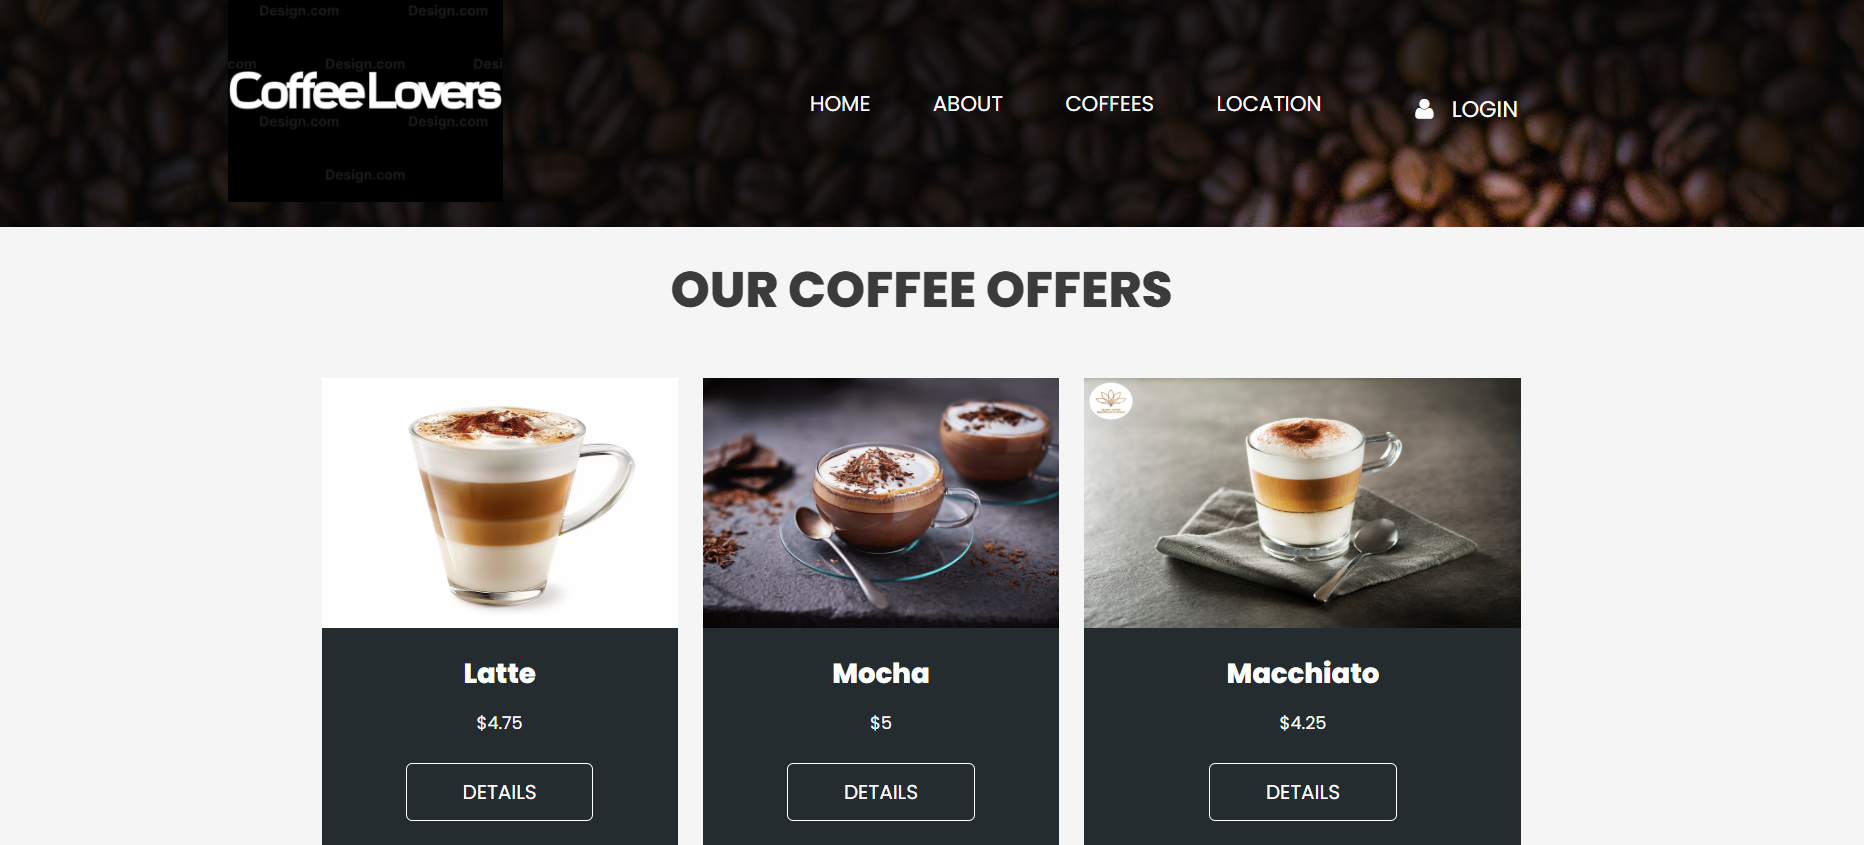 Design.com Design.com
com Design.com Desi
CoffeeLovers
Design.com Design.com
Design.com
HOME ABOUT COFFEES LOCATION LOGIN
OUR COFFEE OFFERS
Latte Mocha Macchiato
$4.75 $5 $4.25
DETAILS DETAILS DETAILS